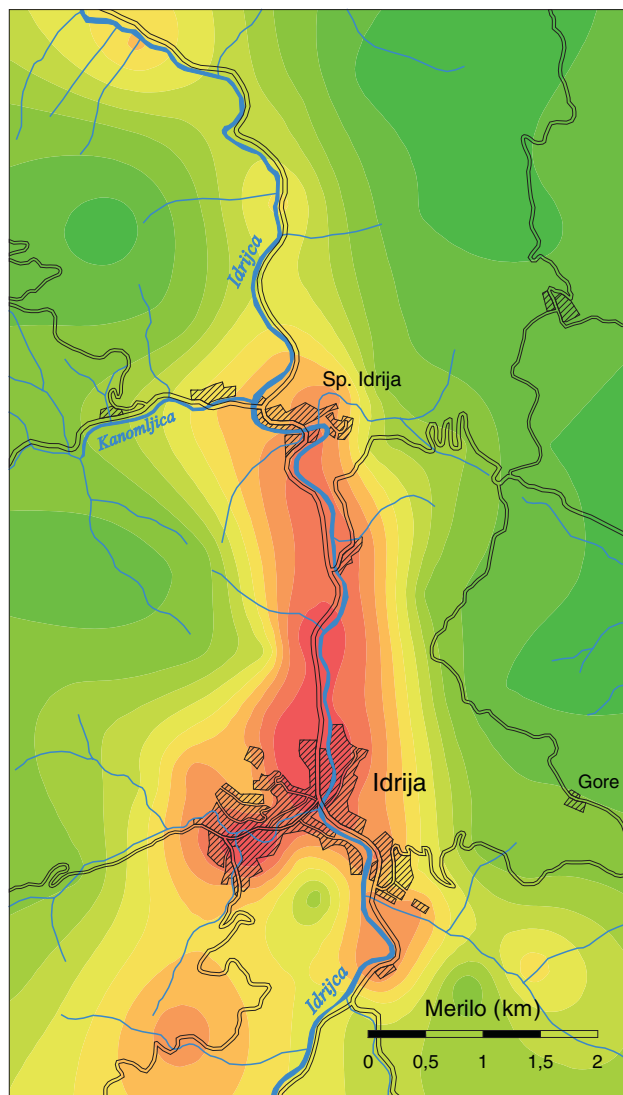 Idrijca
Sp. Idrija
Kanomljica
Idrija
Gore
Idrijca
Merilo (km)
0 0,5 1 1,5 2